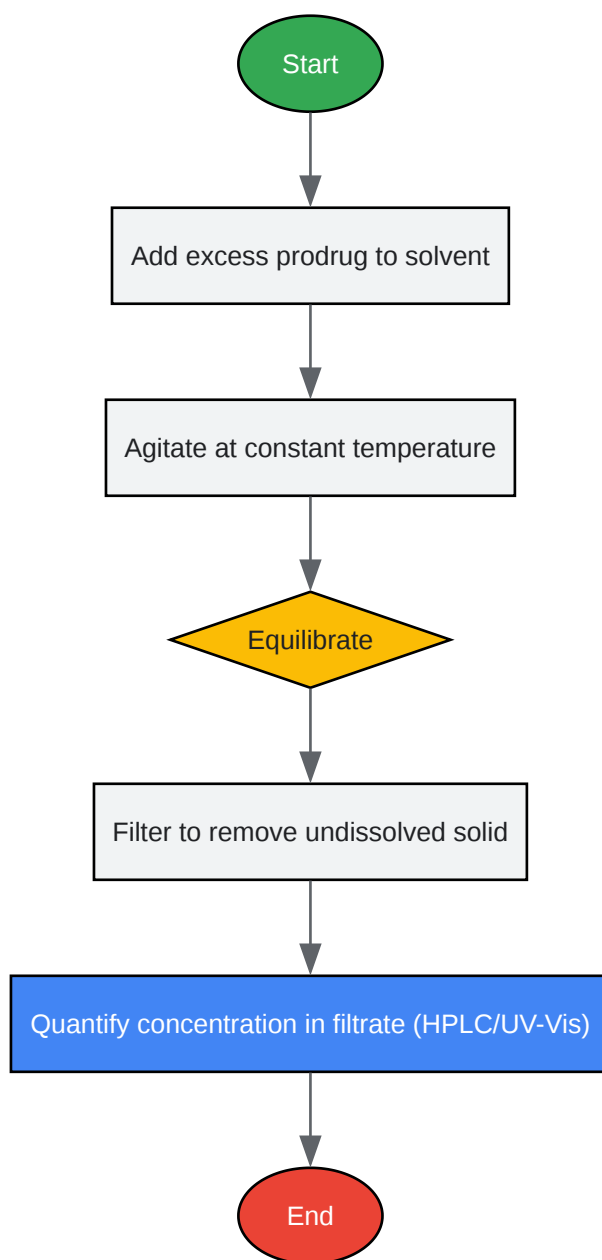 Start
Add excess prodrug to solvent
Agitate at constant temperature
Equilibrate
Filter to remove undissolved solid
Quantify concentration in filtrate (HPLC/UV-Vis)
End